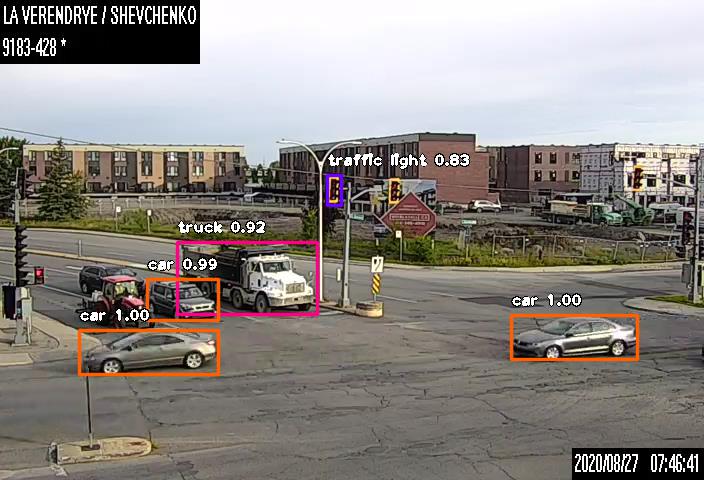 LA VERENDRYE / SHEVCHENKO
9183-428 *
traffic light 0.83
truck 0.92
car 0.99
car 1.00
car 1.00
2020/08/27 07:46:41